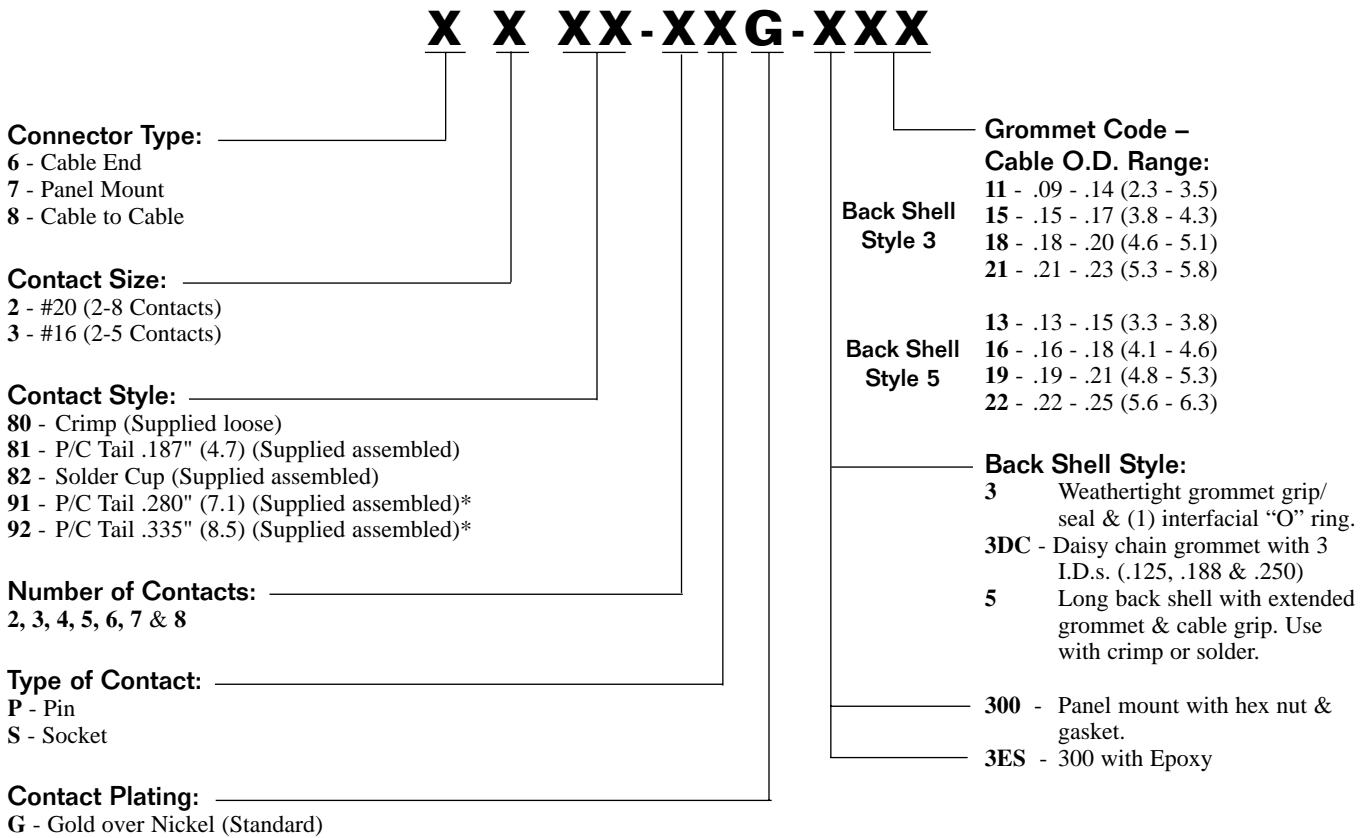 X X XX-XXG-XXX
Connector Type:
6 - Cable End
7 - Panel Mount
8 - Cable to Cable
Contact Size:
2 - #20 (2-8 Contacts)
3 - #16 (2-5 Contacts)
Contact Style:
80 - Crimp (Supplied loose)
81 - P/C Tail .187" (4.7) (Supplied assembled)
82 - Solder Cup (Supplied assembled)
91 - P/C Tail .280" (7.1) (Supplied assembled)*
92 - P/C Tail .335" (8.5) (Supplied assembled)*
Number of Contacts:
2, 3, 4, 5, 6, 7 & 8
Type of Contact:
P - Pin
S - Socket
Contact Plating:
G - Gold over Nickel (Standard)
Grommet Code –
Cable O.D. Range:
Back Shell
Style 3
11 - .09 - .14 (2.3 - 3.5)
15 - .15 - .17 (3.8 - 4.3)
18 - .18 - .20 (4.6 - 5.1)
21 - .21 - .23 (5.3 - 5.8)
Back Shell
Style 5
13 - .13 - .15 (3.3 - 3.8)
16 - .16 - .18 (4.1 - 4.6)
19 - .19 - .21 (4.8 - 5.3)
22 - .22 - .25 (5.6 - 6.3)
Back Shell Style:
3 Weathertight grommet grip/
seal & (1) interfacial “O” ring.
3DC - Daisy chain grommet with 3
I.D.s. (.125, .188 & .250)
5 Long back shell with extended
grommet & cable grip. Use
with crimp or solder.
300 - Panel mount with hex nut &
gasket.
3ES - 300 with Epoxy